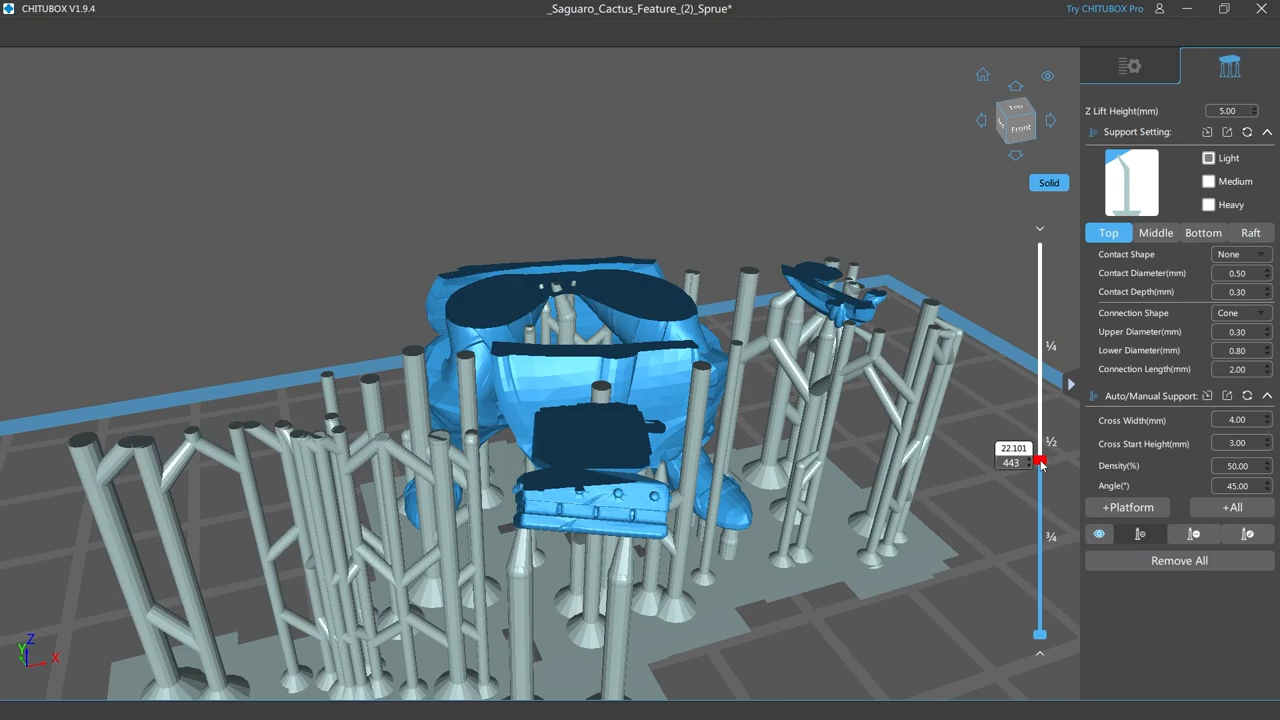 CHITUBOX V1.9.4
_Saguaro_Cactus_Feature_(2)_Sprue*
Try CHITUBOX Pro
Top
Front
Solid
¼
½
¾
22.101
443
Z
Y
X
Z Lift Height(mm) 5.00
Support Setting:
Light
Medium
Heavy
Top Middle Bottom Raft
Contact Shape None
Contact Diameter(mm) 0.50
Contact Depth(mm) 0.30
Connection Shape Cone
Upper Diameter(mm) 0.30
Lower Diameter(mm) 0.80
Connection Length(mm) 2.00
Auto/Manual Support:
Cross Width(mm) 4.00
Cross Start Height(mm) 3.00
Density(%) 50.00
Angle(°) 45.00
+Platform +All
Remove All